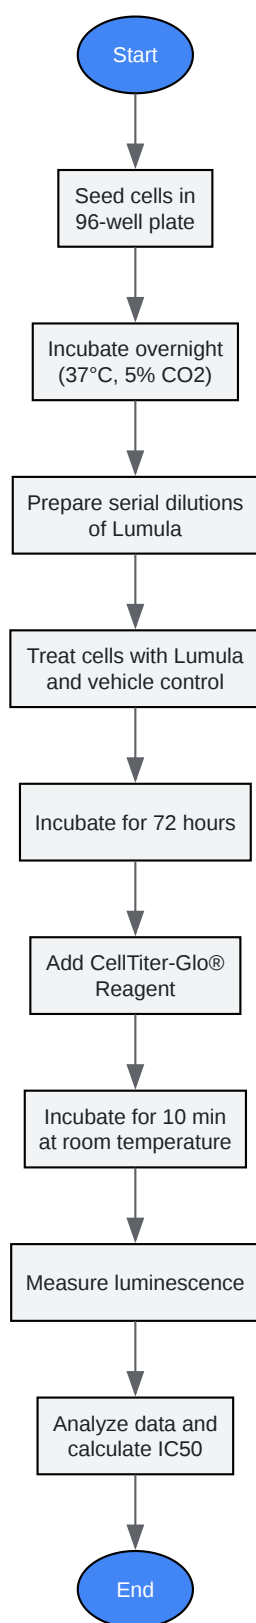 Start
Seed cells in
96-well plate
Incubate overnight
(37°C, 5% CO2)
Prepare serial dilutions
of Lumula
Treat cells with Lumula
and vehicle control
Incubate for 72 hours
Add CellTiter-Glo®
Reagent
Incubate for 10 min
at room temperature
Measure luminescence
Analyze data and
calculate IC50
End